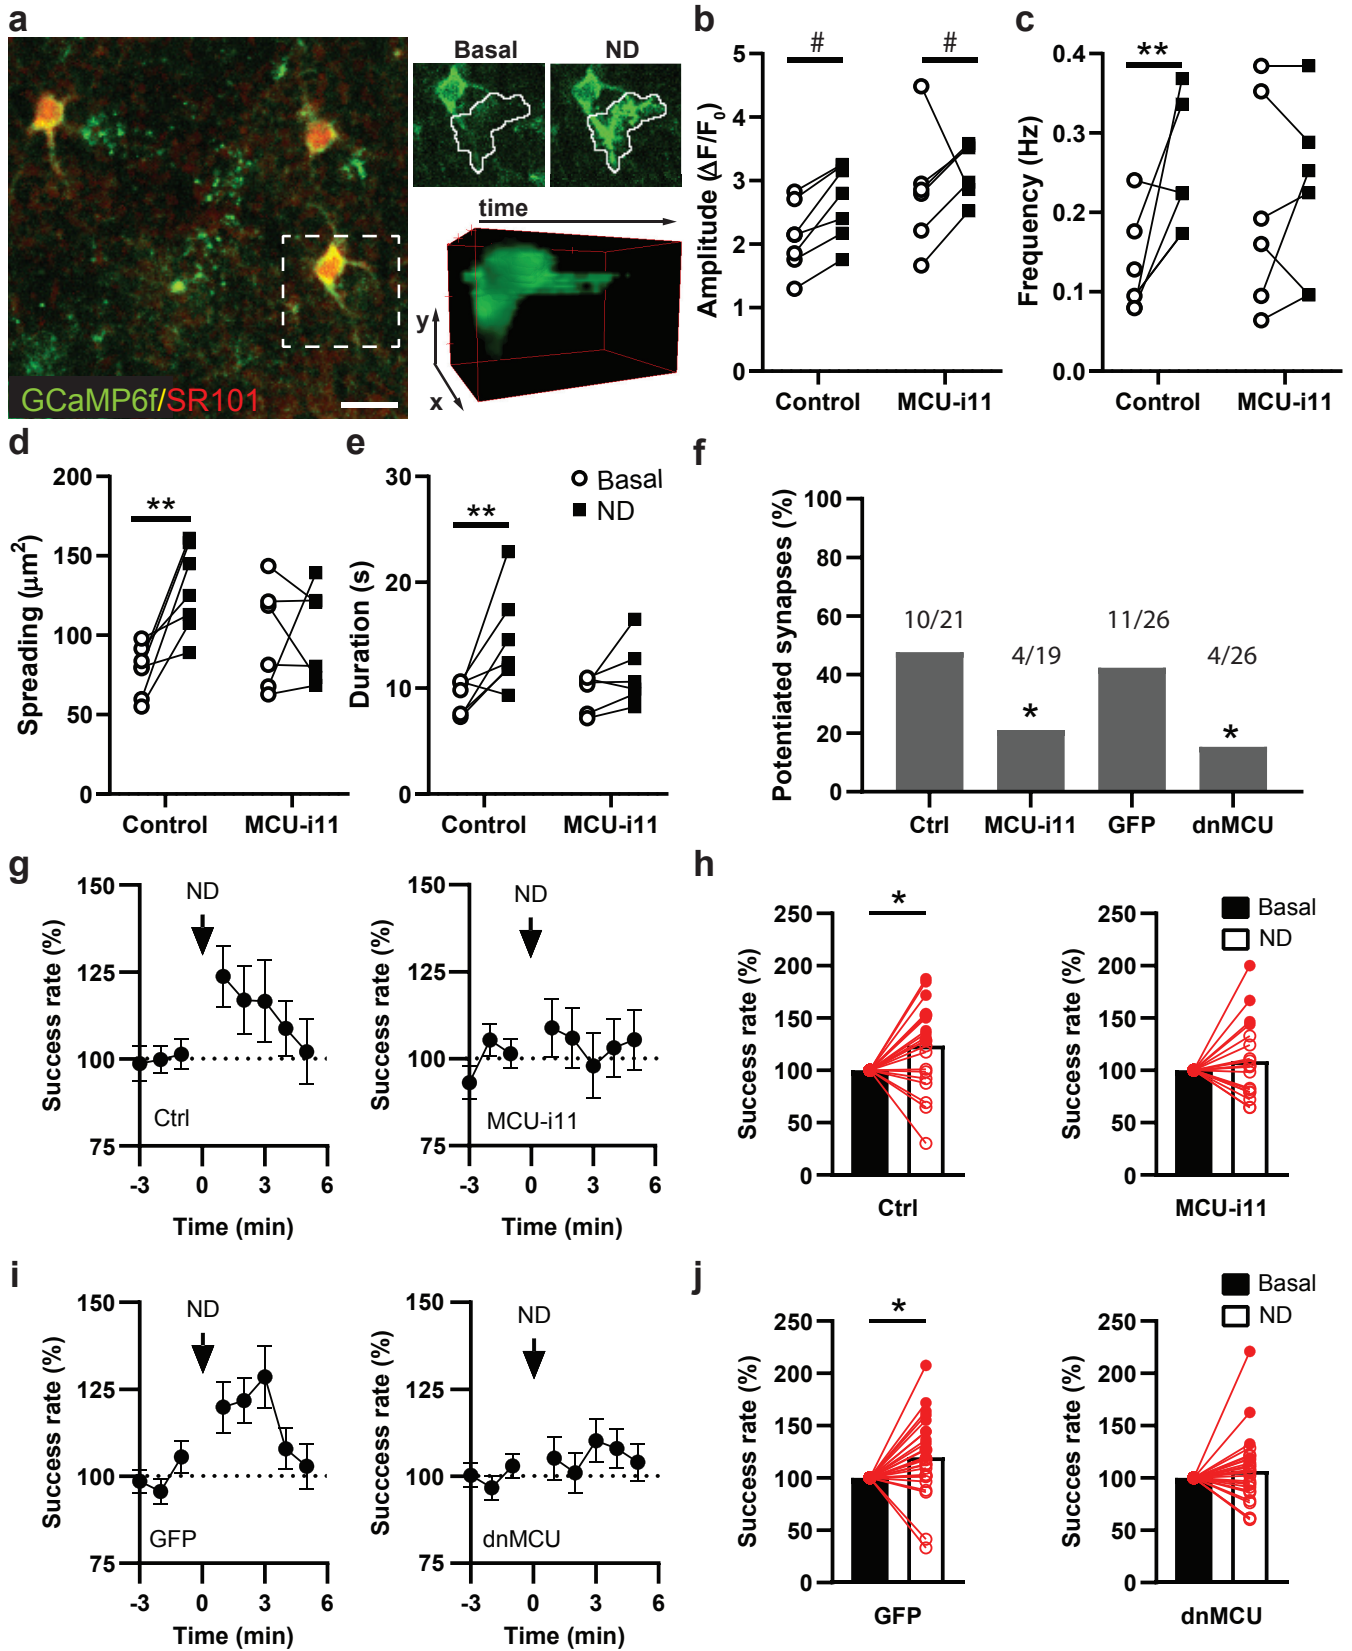 a
Basal ND
time
y
x
GCaMP6f/SR101
b
# #
Amplitude (ΔF/F0)
5
4
3
2
1
0
Control MCU-i11
c
**
Frequency (Hz)
0.4
0.3
0.2
0.1
0.0
Control MCU-i11
d
**
Spreading (μm2)
200
150
100
50
0
Control MCU-i11
e
**
Basal
ND
Duration (s)
30
20
10
0
Control MCU-i11
f
Potentiated synapses (%)
100
80
60
40
20
0
10/21 4/19 11/26 4/26
* *
Ctrl MCU-i11 GFP dnMCU
g
Success rate (%)
150
125
100
75
ND
Ctrl
-3 0 3 6
Time (min)
Success rate (%)
150
125
100
75
ND
MCU-i11
-3 0 3 6
Time (min)
h
*
Success rate (%)
250
200
150
100
50
0
Ctrl
Basal
ND
Success rate (%)
250
200
150
100
50
0
MCU-i11
i
Success rate (%)
150
125
100
75
ND
GFP
-3 0 3 6
Time (min)
Success rate (%)
150
125
100
75
ND
dnMCU
-3 0 3 6
Time (min)
j
*
Success rate (%)
250
200
150
100
50
0
GFP
Basal
ND
Success rate (%)
250
200
150
100
50
0
dnMCU